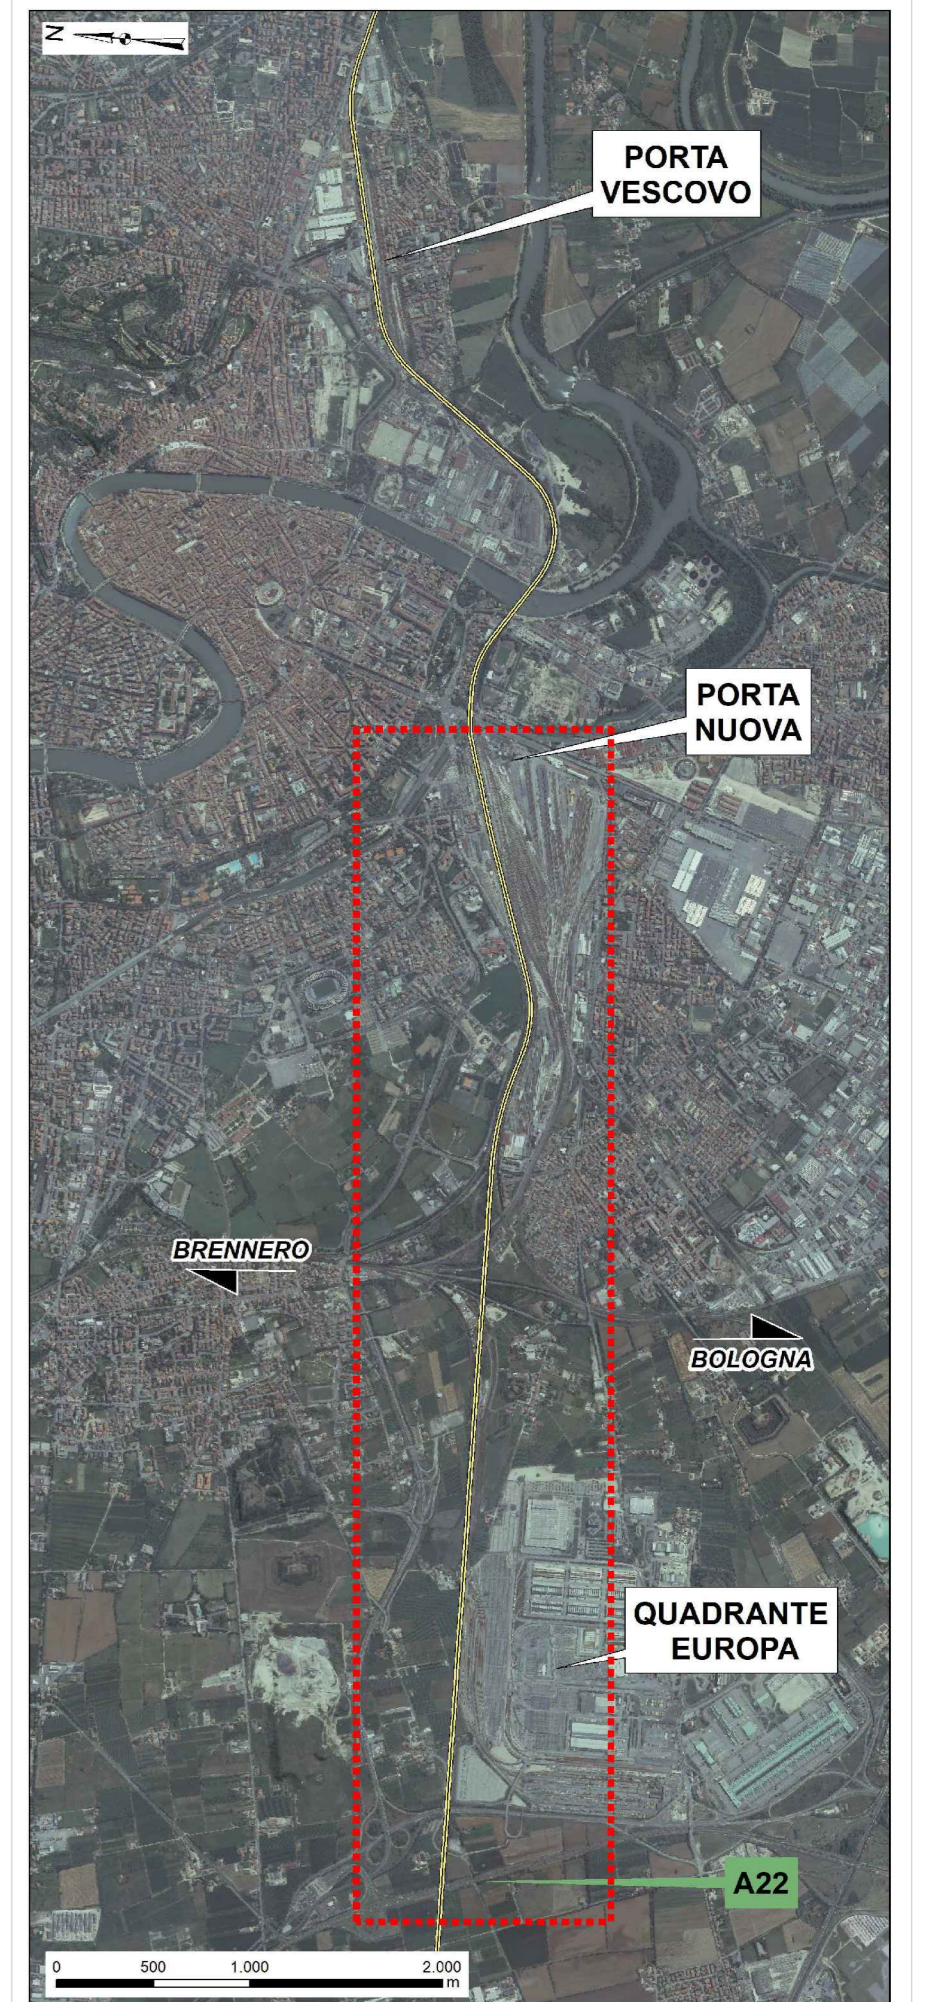 N
PORTA
VESCOVO
PORTA
NUOVA
BRENNERO
BOLOGNA
QUADRANTE
EUROPA
A22
0 500 1.000 2.000
m